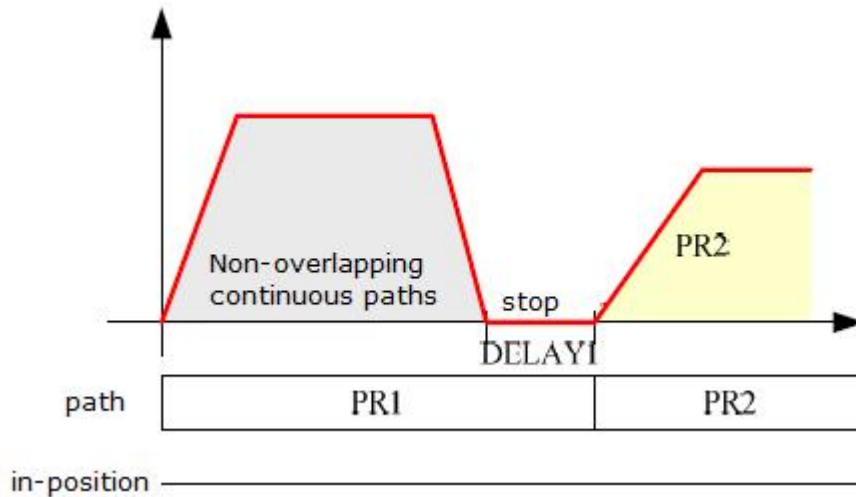 Non-overlapping
continuous paths
stop
PR2
DELAY1
path
PR1
PR2
in-position